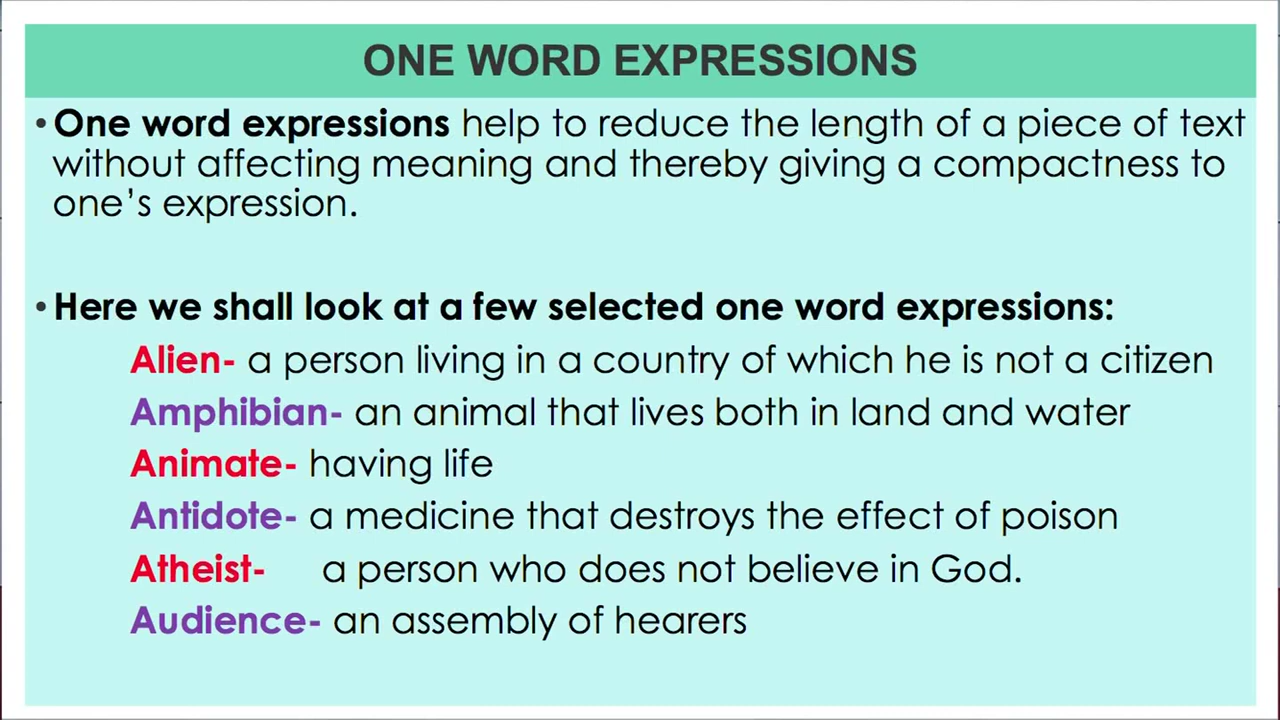 ONE WORD EXPRESSIONS
•One word expressions help to reduce the length of a piece of text
without affecting meaning and thereby giving a compactness to
one’s expression.
•Here we shall look at a few selected one word expressions:
Alien- a person living in a country of which he is not a citizen
Amphibian- an animal that lives both in land and water
Animate- having life
Antidote- a medicine that destroys the effect of poison
Atheist- a person who does not believe in God.
Audience- an assembly of hearers